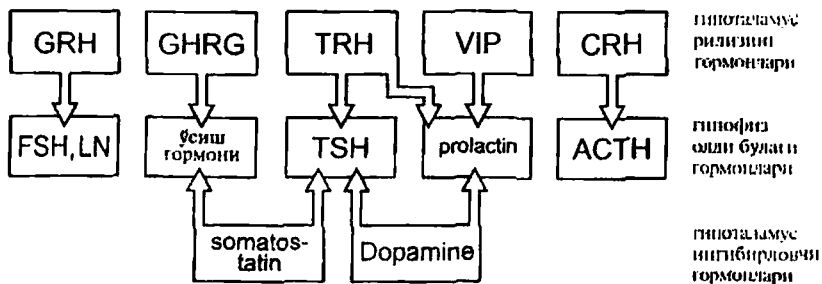 GRH GHRG TRH VIP CRH
гипоталамус
рилизинг
гормонлари
FSH, LN
ўсиш
гормони
TSH
prolactin
ACTH
гипофиз
олди булаги
гормонлари
somatos-
tatin
Dopamine
гипоталамус
ингибирловчи
гормонлари